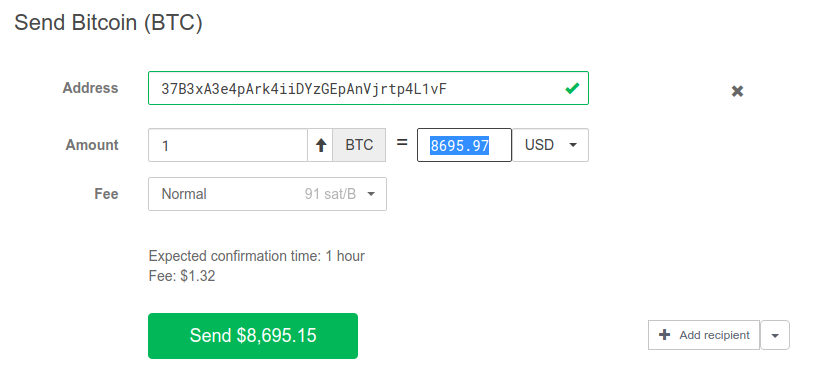 Send Bitcoin (BTC)
Address 37B3xA3e4pArk4iiDYzGEpAnVjrtp4L1vF
Amount 1 BTC = 8695.97 USD
Fee Normal 91 sat/B
Expected confirmation time: 1 hour
Fee: $1.32
Send $8,695.15 Add recipient